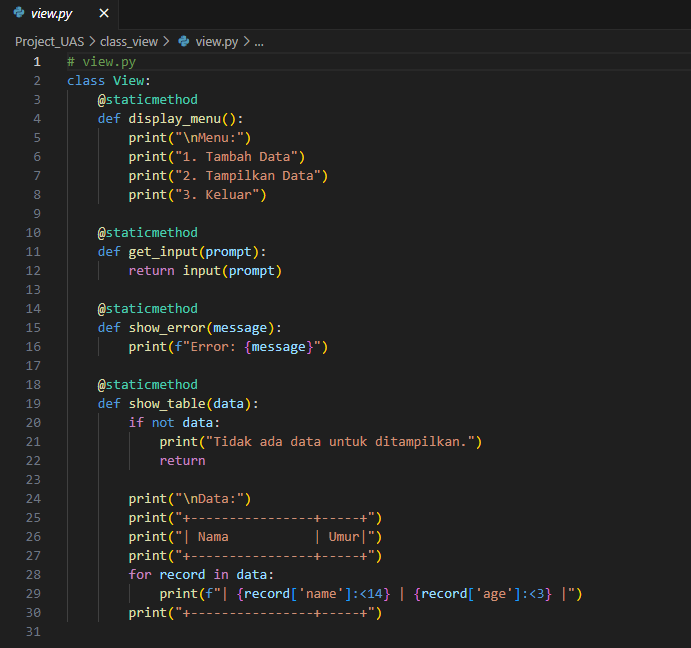 view.py ×
Project_UAS > class_view > view.py > ...
1 # view.py
2 class View:
3     @staticmethod
4     def display_menu():
5         print("\nMenu:")
6         print("1. Tambah Data")
7         print("2. Tampilkan Data")
8         print("3. Keluar")
9
10     @staticmethod
11     def get_input(prompt):
12         return input(prompt)
13
14     @staticmethod
15     def show_error(message):
16         print(f"Error: {message}")
17
18     @staticmethod
19     def show_table(data):
20         if not data:
21             print("Tidak ada data untuk ditampilkan.")
22             return
23
24         print("\nData:")
25         print("+----------------+-----+")
26         print("| Nama           | Umur|")
27         print("+----------------+-----+")
28         for record in data:
29             print(f"| {record['name']:<14} | {record['age']:<3} |")
30         print("+----------------+-----+")
31